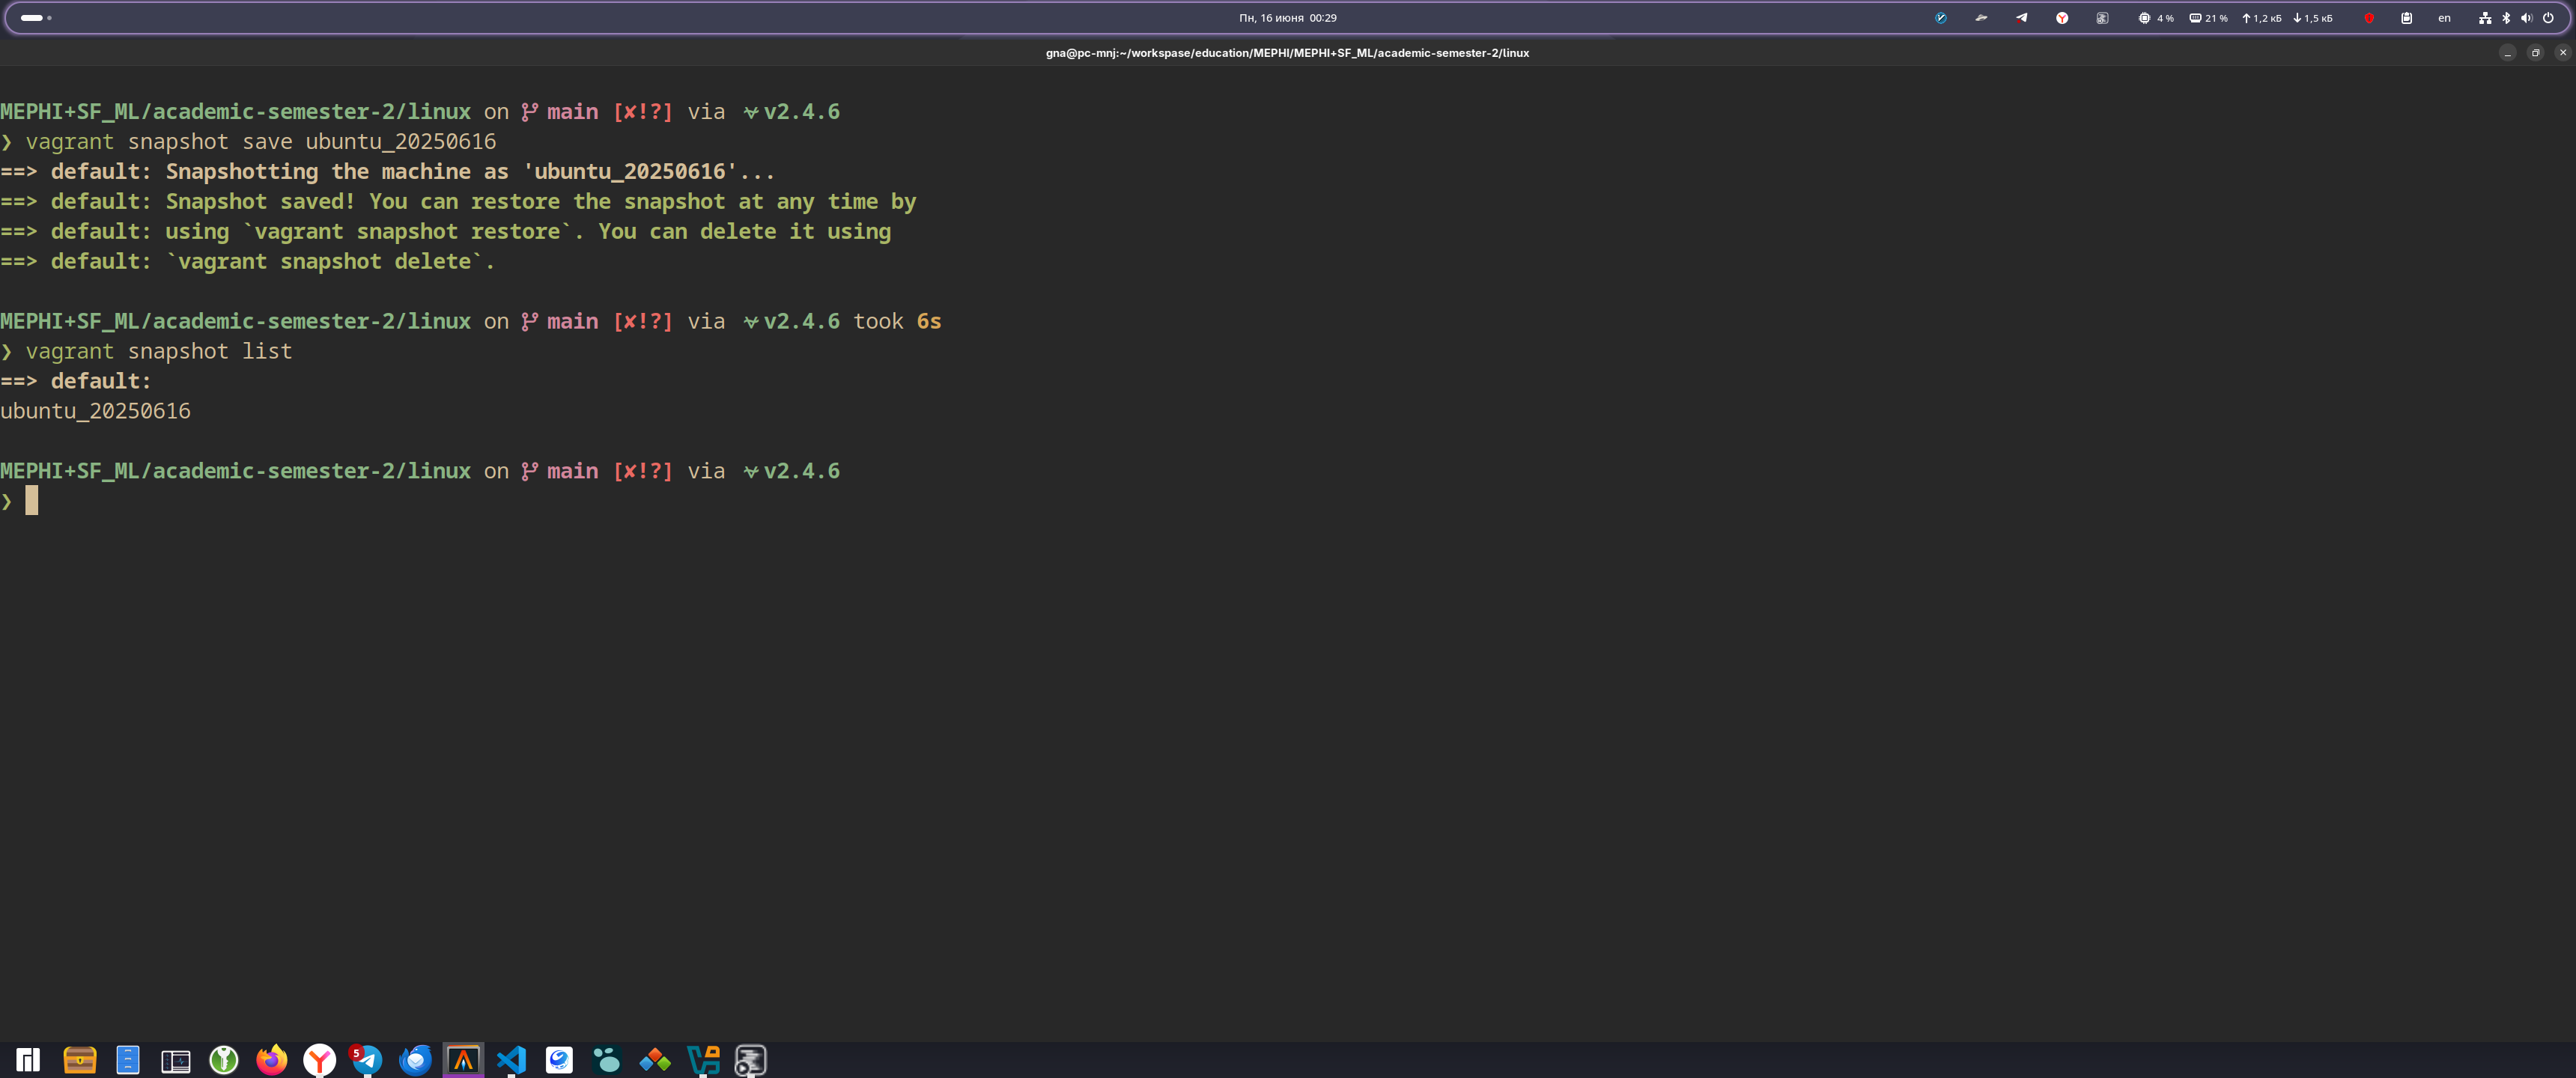 Пн, 16 июня 00:29
4 %
21 %
1,2 кБ
1,5 кБ
en
gna@pc-mnj:~/workspase/education/MEPHI/MEPHI+SF_ML/academic-semester-2/linux
MEPHI+SF_ML/academic-semester-2/linux on main [✘!?] via v2.4.6
❯ vagrant snapshot save ubuntu_20250616
==> default: Snapshotting the machine as 'ubuntu_20250616'...
==> default: Snapshot saved! You can restore the snapshot at any time by
==> default: using `vagrant snapshot restore`. You can delete it using
==> default: `vagrant snapshot delete`.
MEPHI+SF_ML/academic-semester-2/linux on main [✘!?] via v2.4.6 took 6s
❯ vagrant snapshot list
==> default:
ubuntu_20250616
MEPHI+SF_ML/academic-semester-2/linux on main [✘!?] via v2.4.6
❯
5